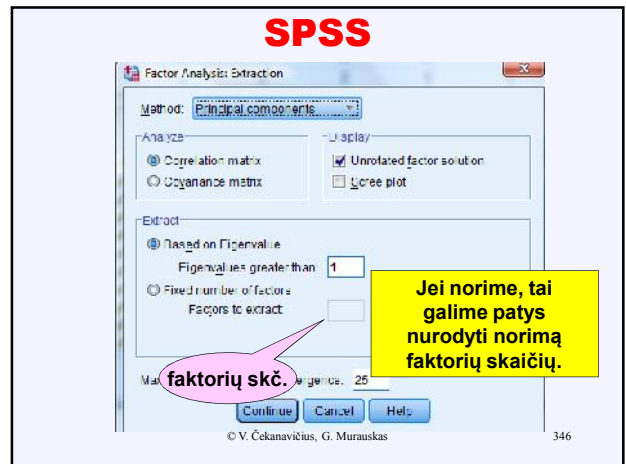 SPSS
Factor Analysis: Extraction
Method: Principal components
Analyze
Display
Correlation matrix
Unrotated factor solution
Covariance matrix
Scree plot
Extract
Based on Eigenvalue
Eigenvalues greater than: 1
Fixed number of factors
Factors to extract:
Jei norime, tai
galime patys
nurodyti norimą
faktorių skaičių.
faktorių skč.
25
Continue Cancel Help
© V. Čekanavičius, G. Murauskas 346